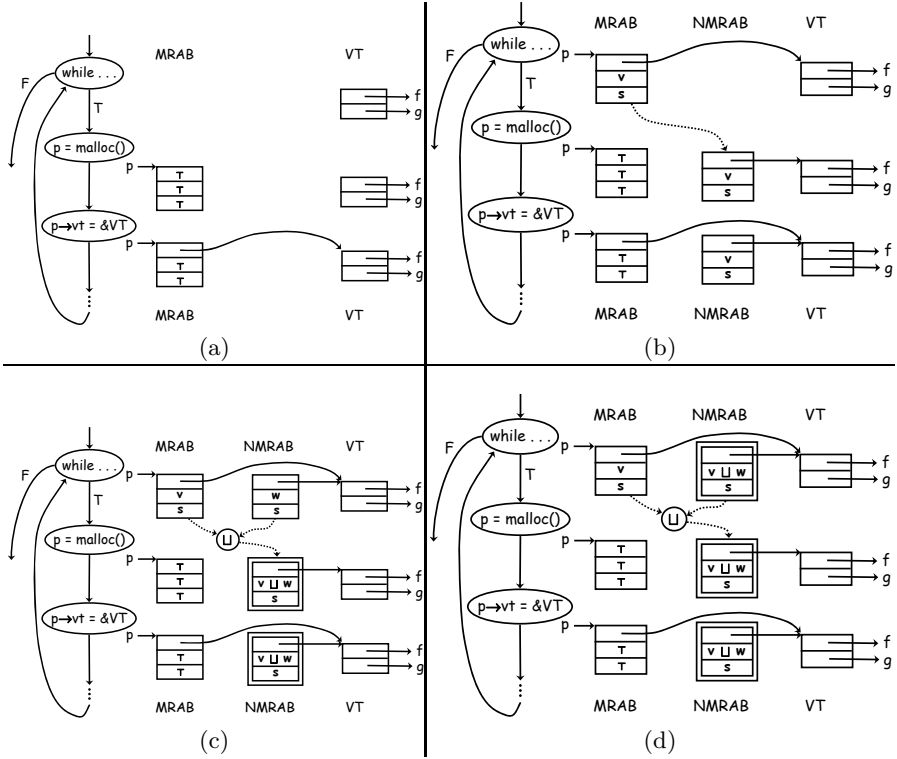 MRAB VT
while . . .
F
T
f
g
p = malloc()
p
T
T
T
f
g
p→vt = &VT
p
T
T
f
g
MRAB VT
(a)
MRAB NMRAB VT
while . . .
p
v
s
F
T
f
g
p = malloc()
p
T
T
T
v
s
f
g
p→vt = &VT
p
T
T
v
s
f
g
MRAB NMRAB VT
(b)
MRAB NMRAB VT
while . . .
p
v
s
w
s
F
T
f
g
⊔
p = malloc()
p
T
T
T
v ⊔ w
s
f
g
p→vt = &VT
p
T
T
v ⊔ w
s
f
g
MRAB NMRAB VT
(c)
MRAB NMRAB VT
while . . .
p
v
s
v ⊔ w
s
F
T
f
g
⊔
p = malloc()
p
T
T
T
v ⊔ w
s
f
g
p→vt = &VT
p
T
T
v ⊔ w
s
f
g
MRAB NMRAB VT
(d)